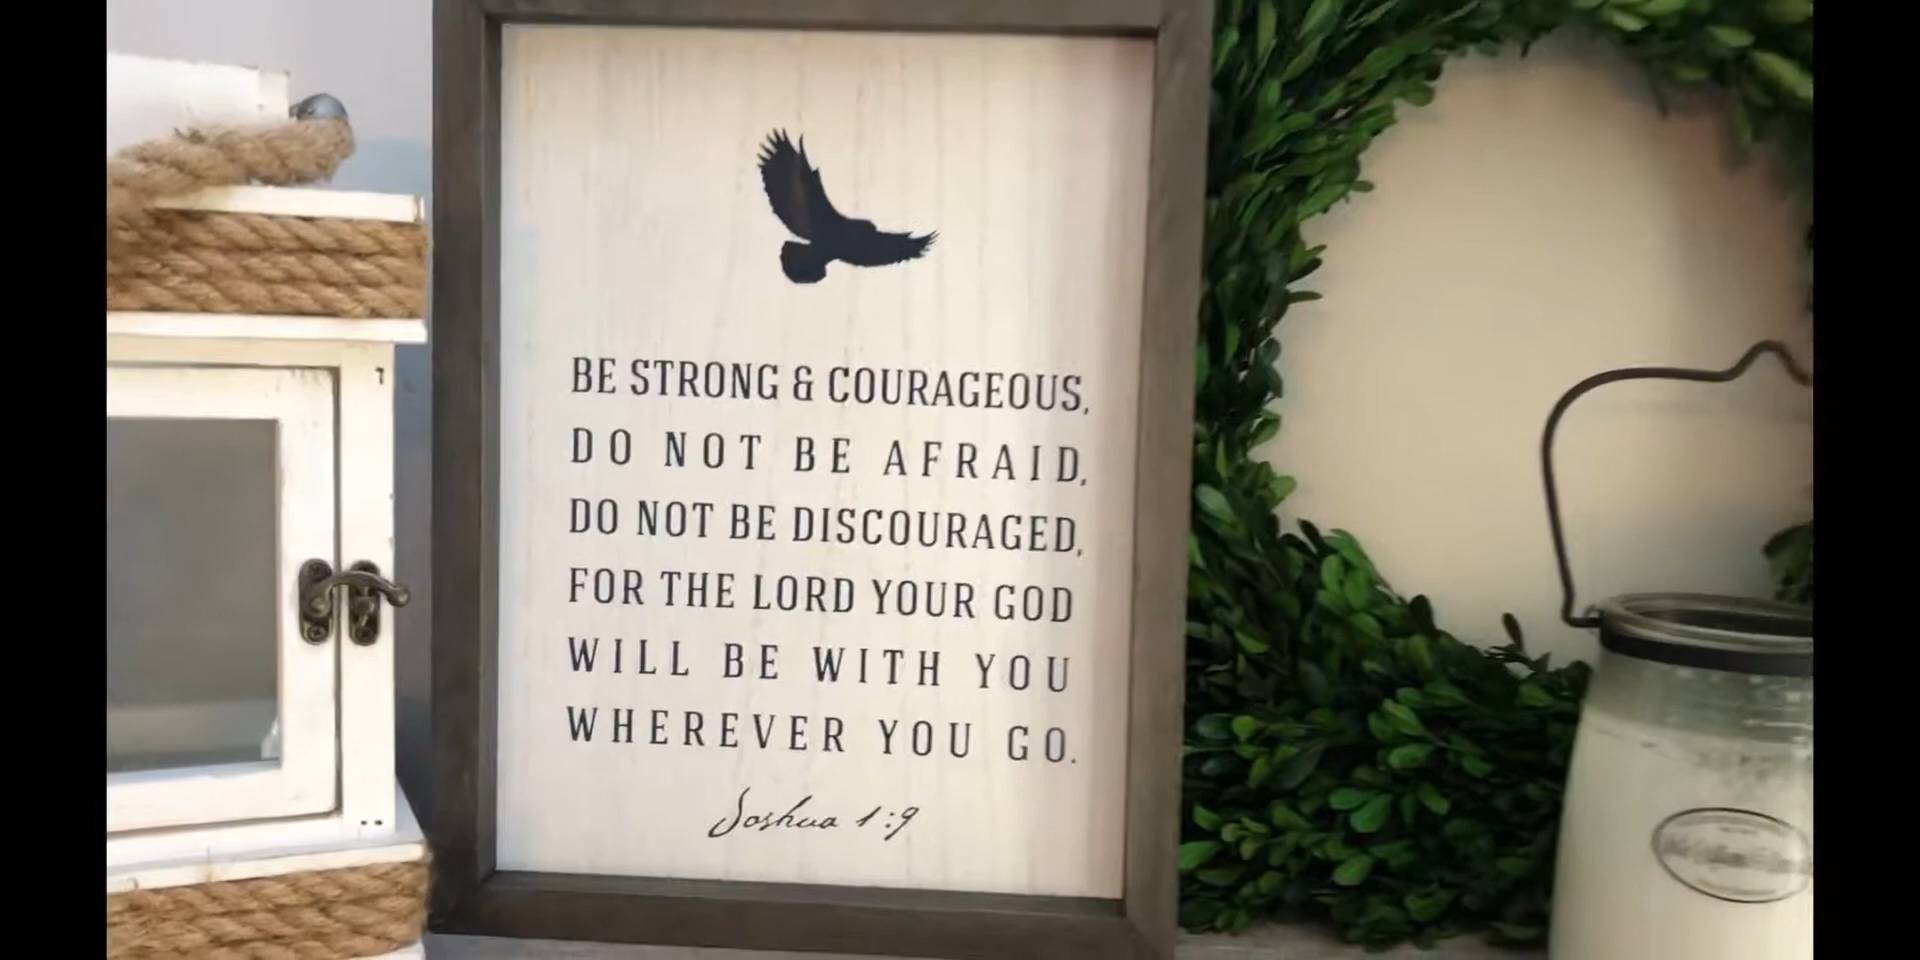 BE STRONG & COURAGEOUS,
DO NOT BE AFRAID,
DO NOT BE DISCOURAGED,
FOR THE LORD YOUR GOD
WILL BE WITH YOU
WHEREVER YOU GO.
Joshua 1:9